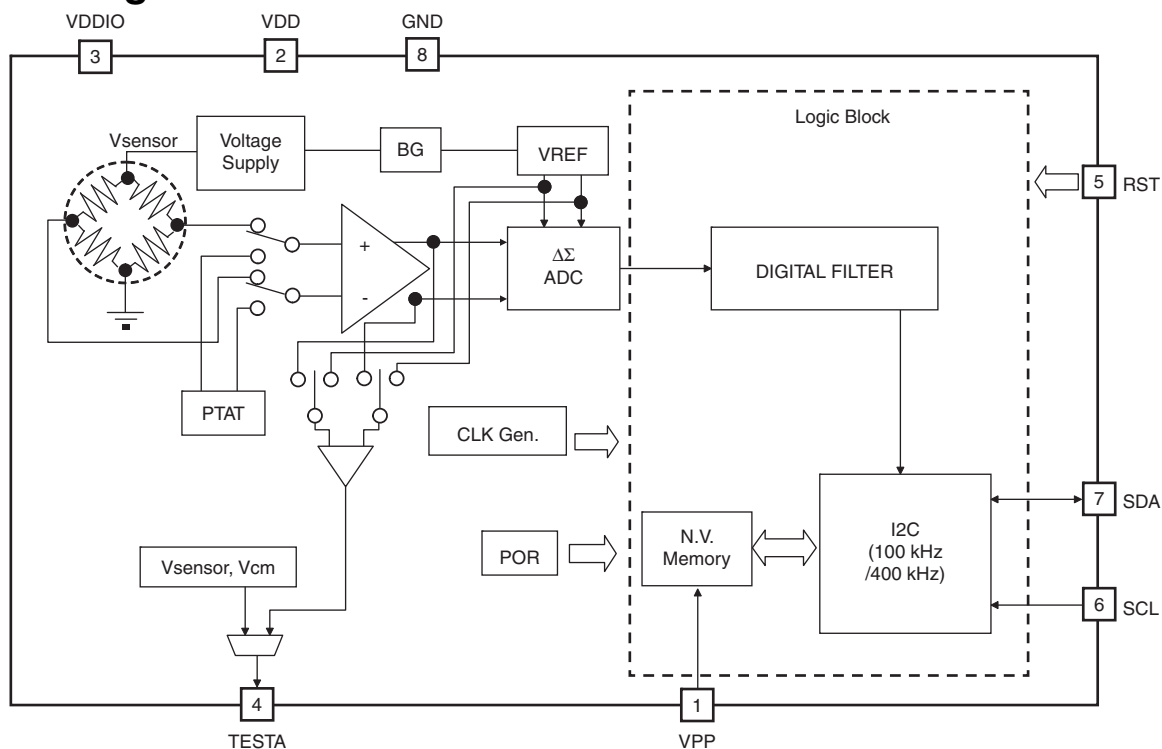 VDDIO
VDD
GND
3
2
8
Logic Block
Vsensor
Voltage
Supply
BG
VREF
5
RST
+
-
ΔΣ
ADC
DIGITAL FILTER
PTAT
CLK Gen.
7
SDA
I2C
(100 kHz
/400 kHz)
N.V.
Memory
POR
Vsensor, Vcm
6
SCL
4
1
TESTA
VPP